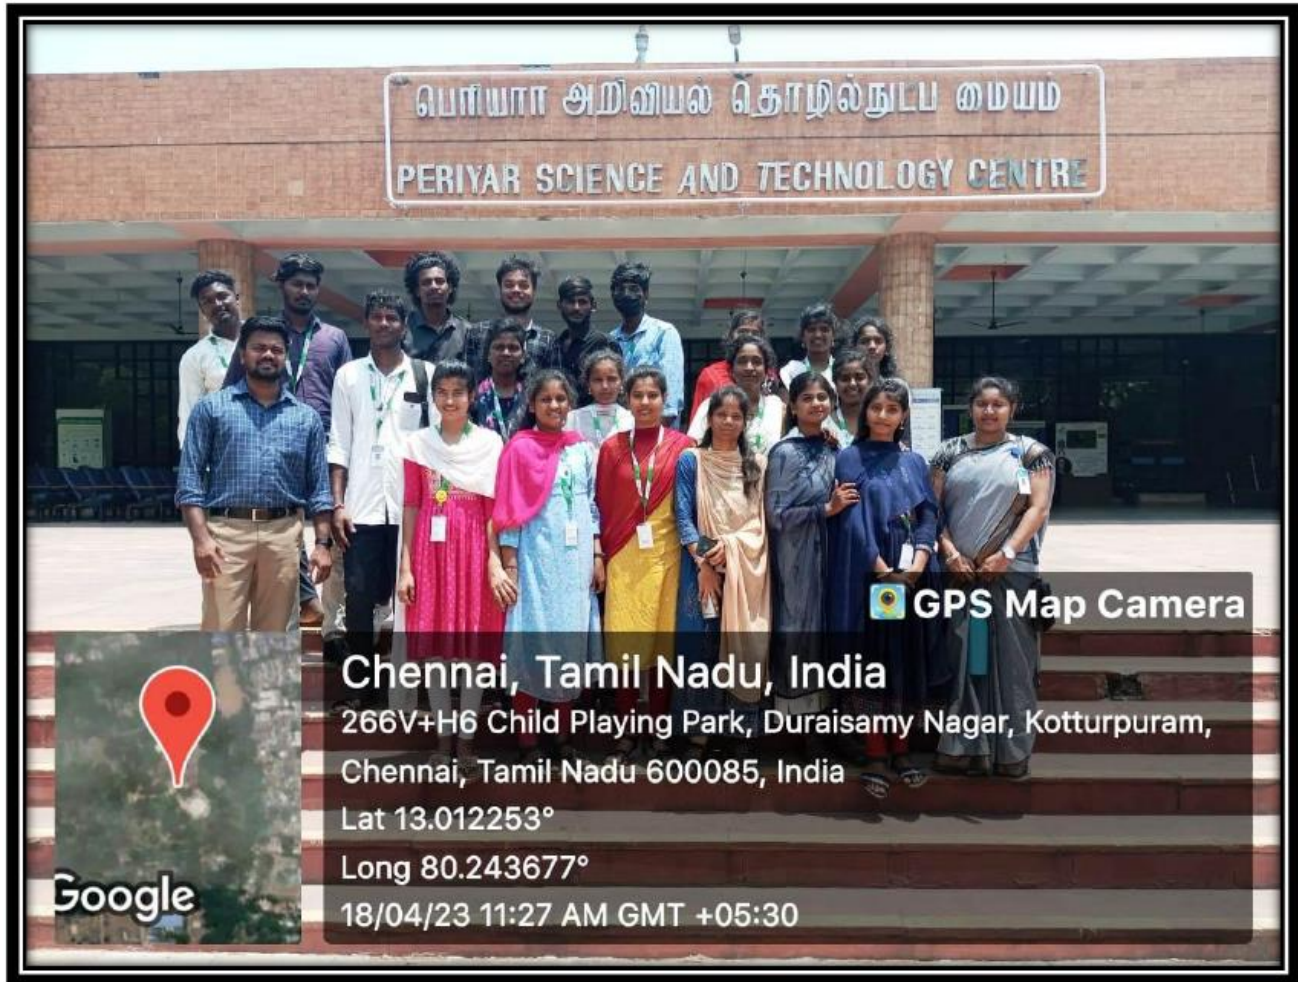 பெரியார் அறிவியல் தொழில்நுட்ப மையம்
PERIYAR SCIENCE AND TECHNOLOGY CENTRE
GPS Map Camera
Chennai, Tamil Nadu, India
266V+H6 Child Playing Park, Duraisamy Nagar, Kotturpuram,
Chennai, Tamil Nadu 600085, India
Lat 13.012253°
Long 80.243677°
18/04/23 11:27 AM GMT +05:30
Google